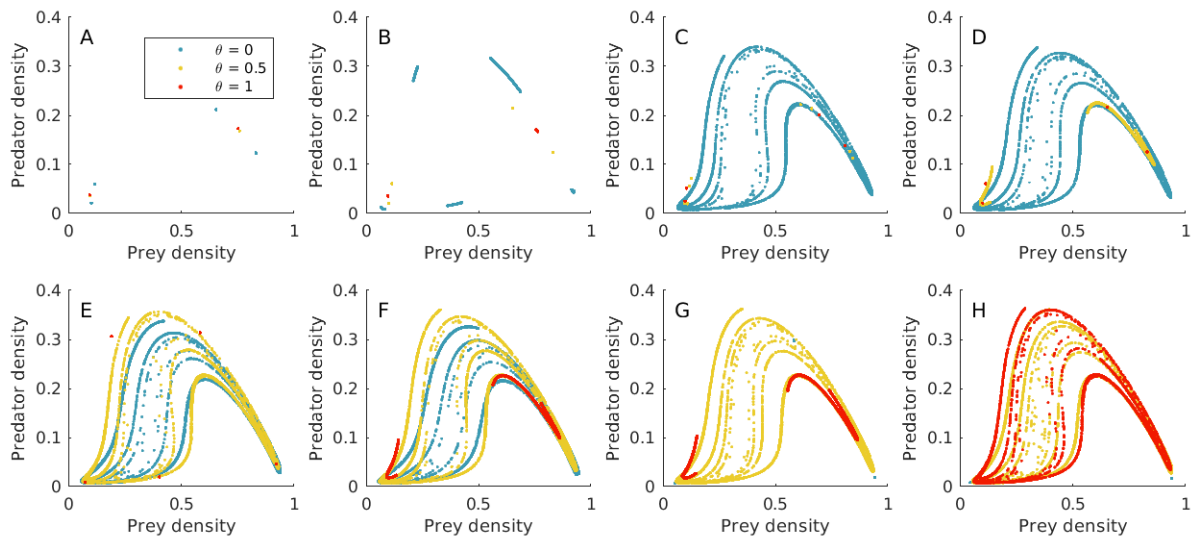 0.4 0.3 0.2 0.1 0
Predator density
A
θ = 0
θ = 0.5
θ = 1
0 0.5 1
Prey density
0.4 0.3 0.2 0.1 0
Predator density
B
0 0.5 1
Prey density
0.4 0.3 0.2 0.1 0
Predator density
C
0 0.5 1
Prey density
0.4 0.3 0.2 0.1 0
Predator density
D
0 0.5 1
Prey density
0.4 0.3 0.2 0.1 0
Predator density
E
0 0.5 1
Prey density
0.4 0.3 0.2 0.1 0
Predator density
F
0 0.5 1
Prey density
0.4 0.3 0.2 0.1 0
Predator density
G
0 0.5 1
Prey density
0.4 0.3 0.2 0.1 0
Predator density
H
0 0.5 1
Prey density